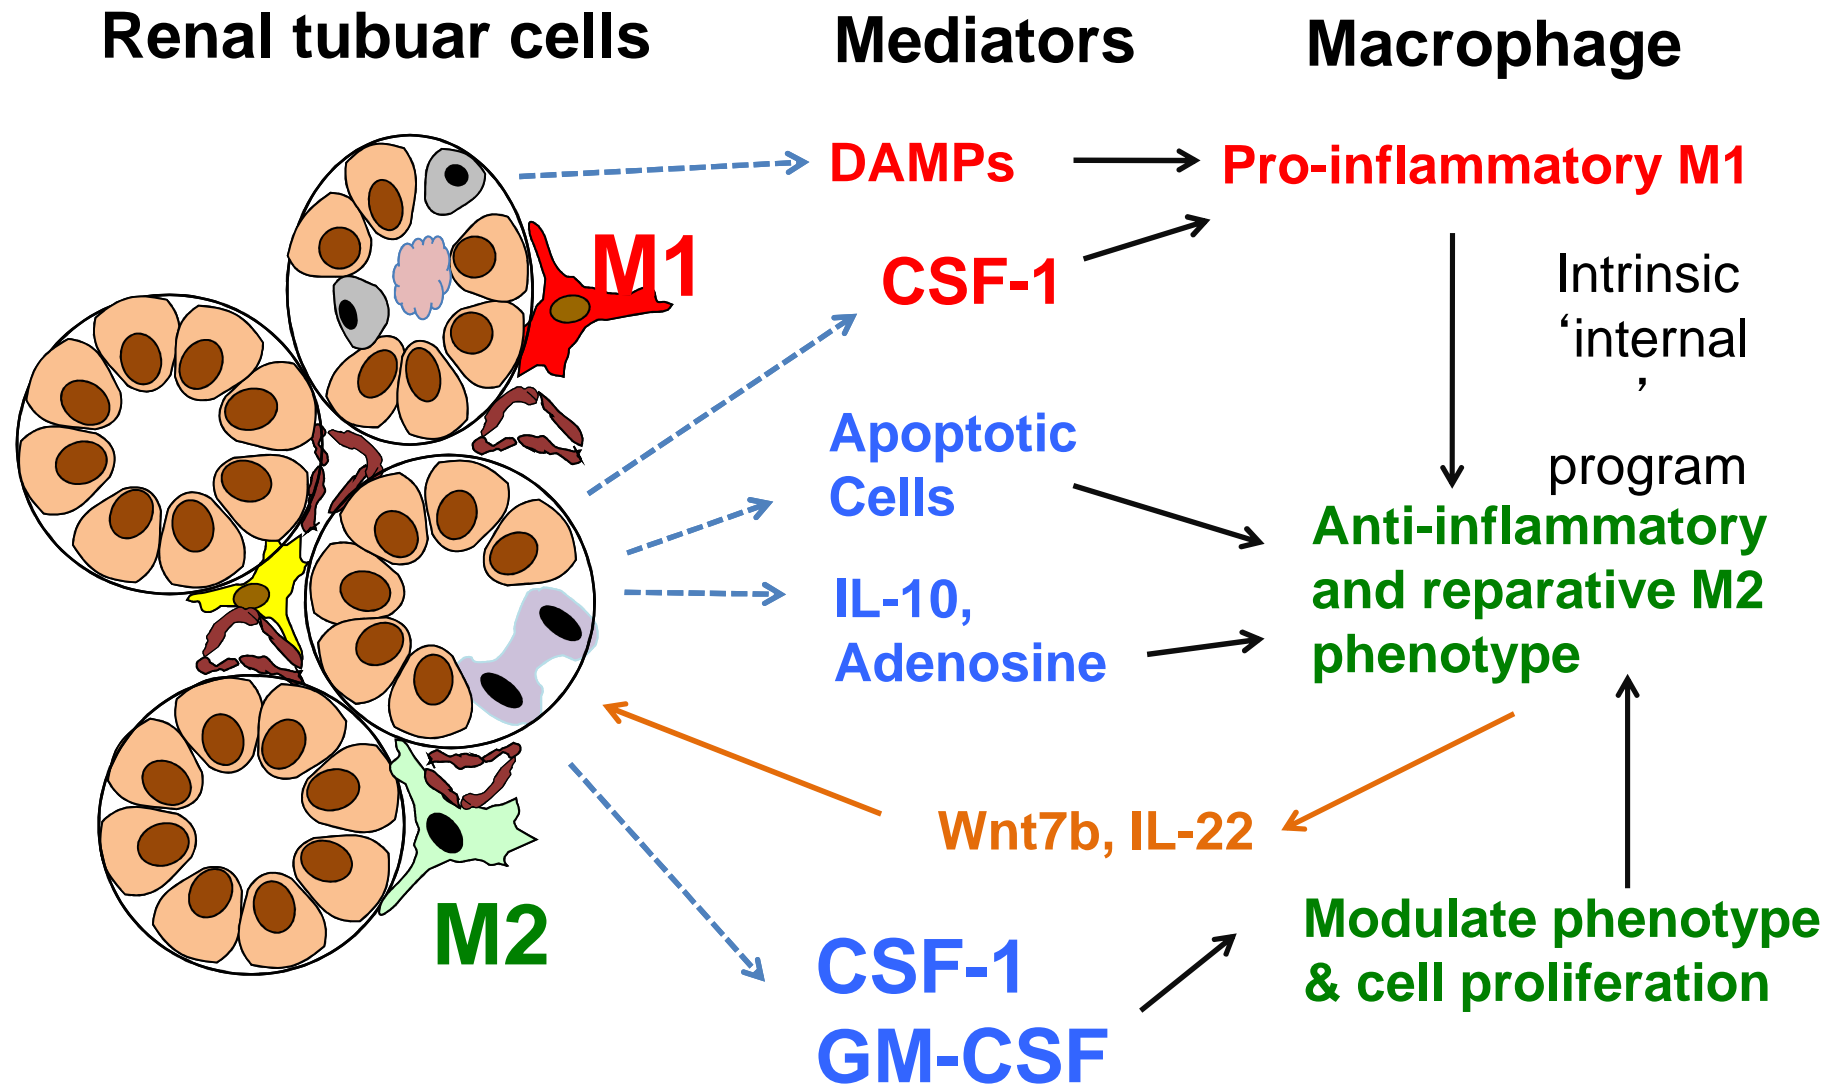 Renal tubuar cells
Mediators
Macrophage
DAMPs
Pro-inflammatory M1
M1
CSF-1
Intrinsic
‘internal
’
program
Apoptotic
Cells
Anti-inflammatory
and reparative M2
phenotype
IL-10,
Adenosine
Wnt7b, IL-22
M2
CSF-1
GM-CSF
Modulate phenotype
& cell proliferation